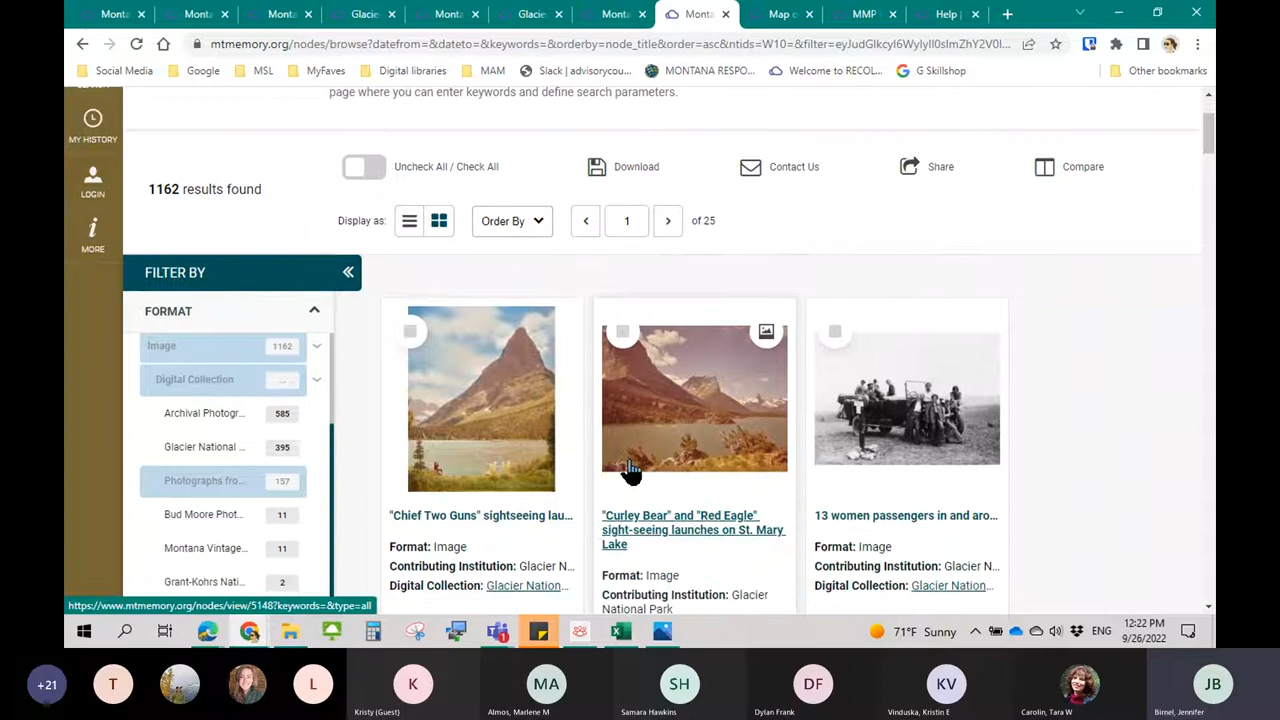 Monta
Monta
Monta
Glacie
Monta
Glacie
Monta
Monta
Map o
MMP
Help |
mtmemory.org/nodes/browse?datefrom=&dateto=&keywords=&orderby=node_title&order=asc&ntids=W10=&filter=eyJudGlkcyI6WyIyIl0sImZhY2V0I...
Social Media
Google
MSL
MyFaves
Digital libraries
MAM
Slack | advisorycou...
MONTANA RESPO...
Welcome to RECOL...
G Skillshop
Other bookmarks
page where you can enter keywords and define search parameters.
MY HISTORY
LOGIN
MORE
Uncheck All / Check All
Download
Contact Us
Share
Compare
1162 results found
Display as:
Order By
1
of 25
FILTER BY
FORMAT
Image 1162
Digital Collection ...
Archival Photogr... 585
Glacier National ... 395
Photographs fro... 157
Bud Moore Phot... 11
Montana Vintage... 11
Grant-Kohrs Nati... 2
"Chief Two Guns" sightseeing lau...
Format: Image
Contributing Institution: Glacier N...
Digital Collection: Glacier Nation...
"Curley Bear" and "Red Eagle"
sight-seeing launches on St. Mary
Lake
Format: Image
Contributing Institution: Glacier
National Park
13 women passengers in and aro...
Format: Image
Contributing Institution: Glacier N...
Digital Collection: Glacier Nation...
https://www.mtmemory.org/nodes/view/5148?keywords=&type=all
71°F Sunny
ENG
12:22 PM
9/26/2022
+21
T
L
K
Kristy (Guest)
MA
Almos, Marlene M
SH
Samara Hawkins
DF
Dylan Frank
KV
Vinduska, Kristin E
Carolin, Tara W
JB
Birnel, Jennifer